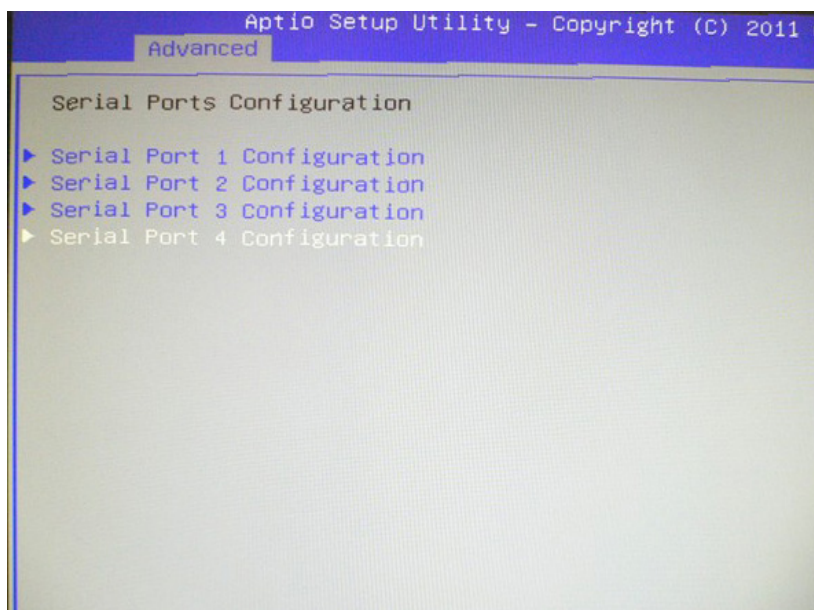 Aptio Setup Utility – Copyright (C) 2011
Advanced
Serial Ports Configuration
Serial Port 1 Configuration
Serial Port 2 Configuration
Serial Port 3 Configuration
Serial Port 4 Configuration